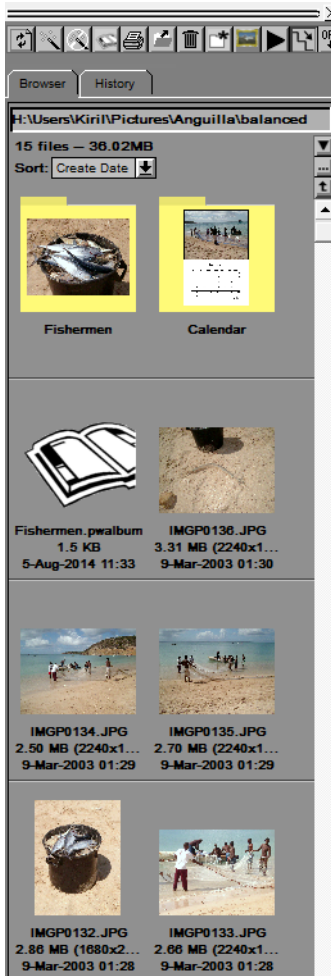 Browser History
H:\Users\Kiril\Pictures\Anguilla\balanced
15 files – 36.02MB
Sort: Create Date
...
Fishermen Calendar
Fishermen.pwalbum IMGP0136.JPG
1.5 KB 3.31 MB (2240x1...
5-Aug-2014 11:33 9-Mar-2003 01:30
IMGP0134.JPG IMGP0135.JPG
2.50 MB (2240x1... 2.70 MB (2240x1...
9-Mar-2003 01:29 9-Mar-2003 01:29
IMGP0132.JPG IMGP0133.JPG
2.86 MB (1680x2... 2.66 MB (2240x1...
9-Mar-2003 01:28 9-Mar-2003 01:28